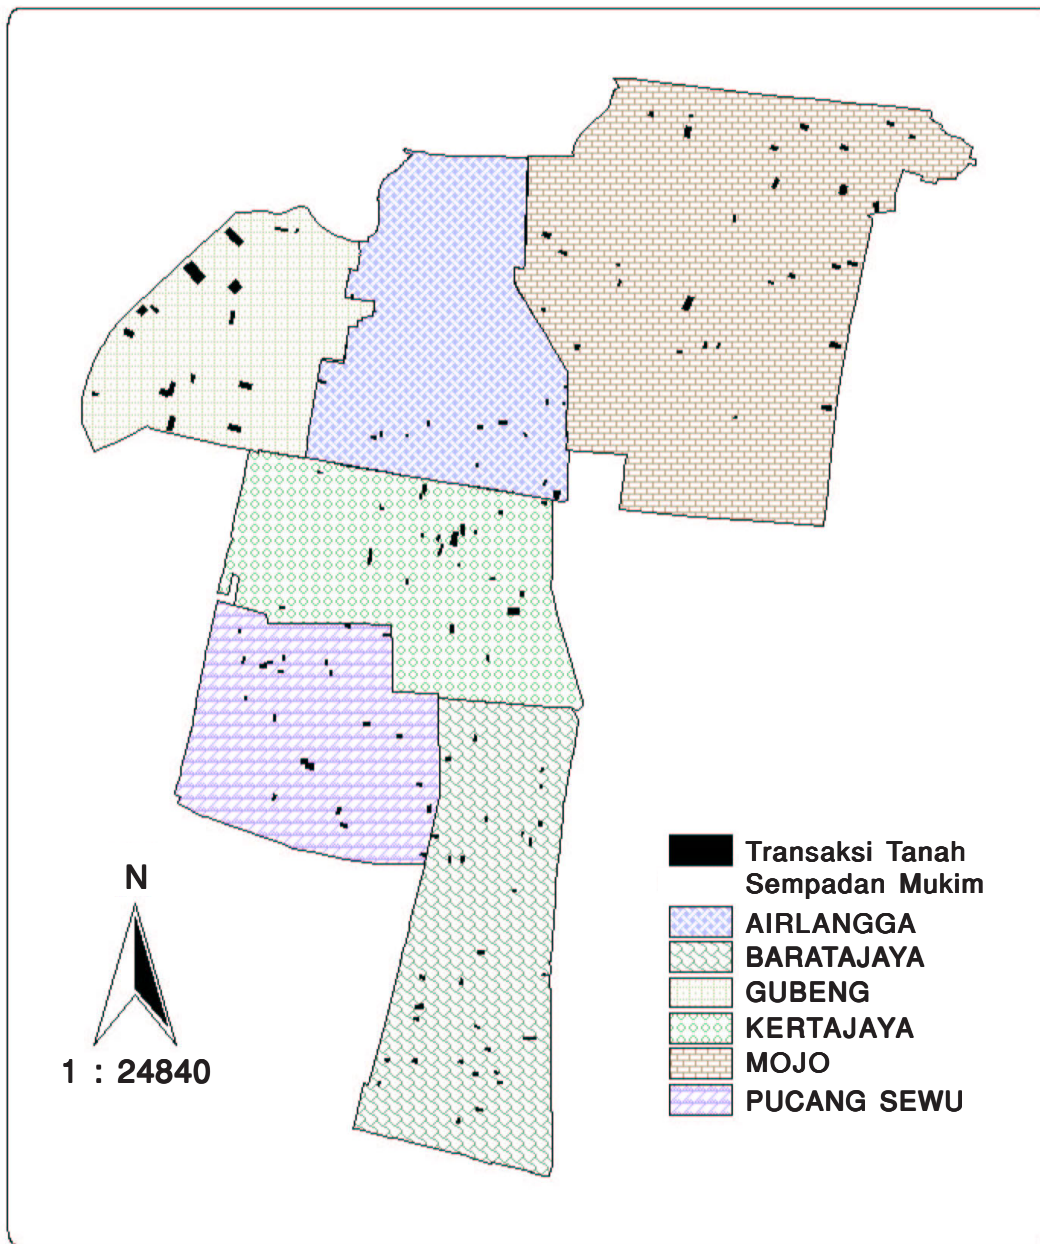 Transaksi Tanah
Sempadan Mukim
AIRLANGGA
BARATAJAYA
GUBENG
KERTAJAYA
MOJO
PUCANG SEWU
N
1 : 24840